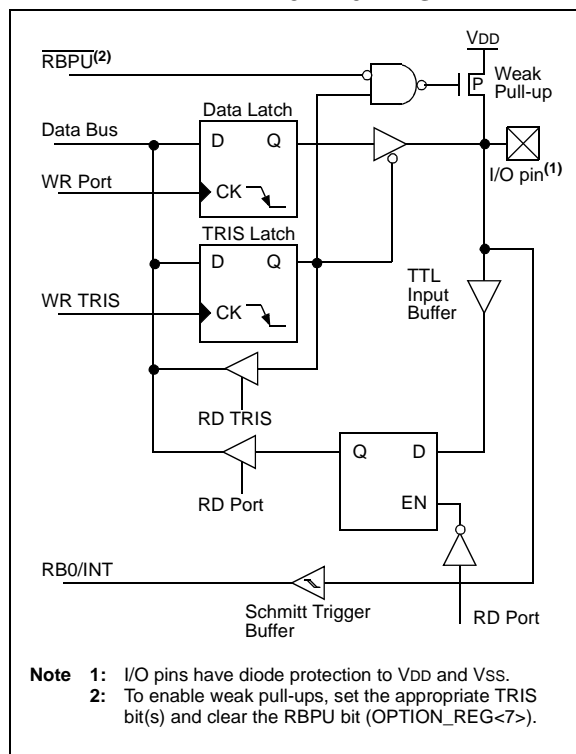 VDD
RBPU(2)
P
Weak
Pull-up
Data Latch
Data Bus
D Q
I/O pin(1)
WR Port
CK
TRIS Latch
D Q
TTL
Input
Buffer
WR TRIS
CK
RD TRIS
Q D
RD Port
EN
RB0/INT
Schmitt Trigger
Buffer
RD Port
Note 1: I/O pins have diode protection to VDD and VSS.
2: To enable weak pull-ups, set the appropriate TRIS
bit(s) and clear the RBPU bit (OPTION_REG<7>).